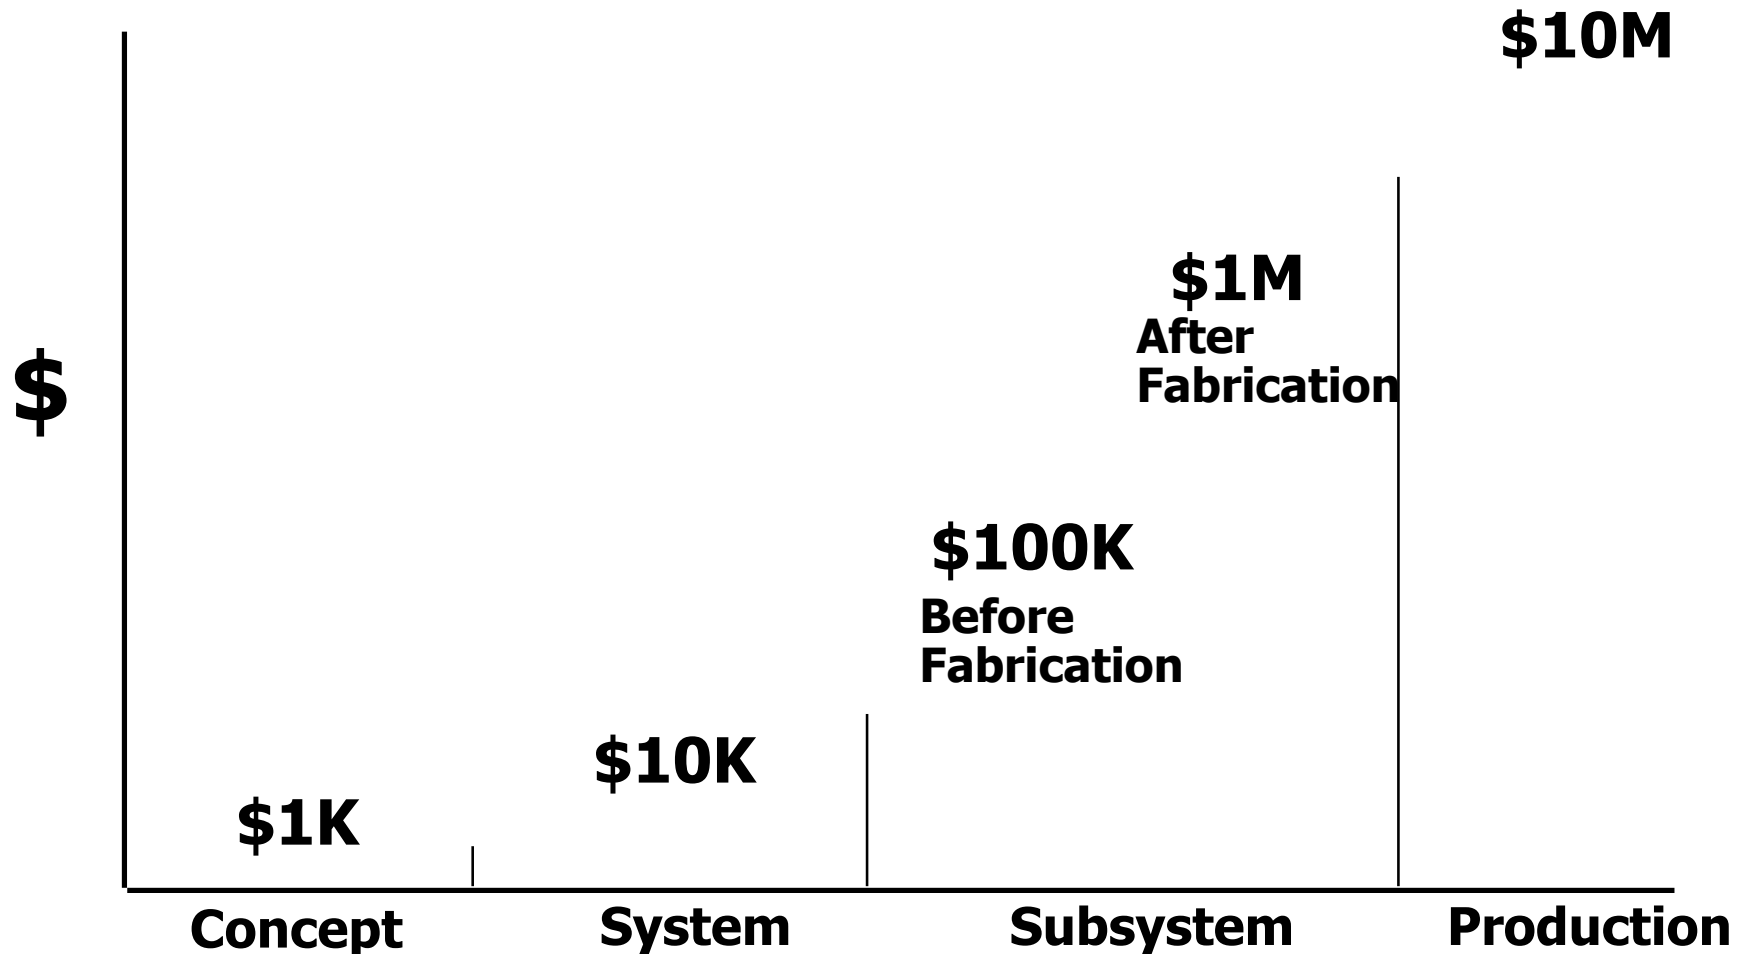 $10M
$1M
After
Fabrication
$
$100K
Before
Fabrication
$10K
$1K
Concept
System
Subsystem
Production